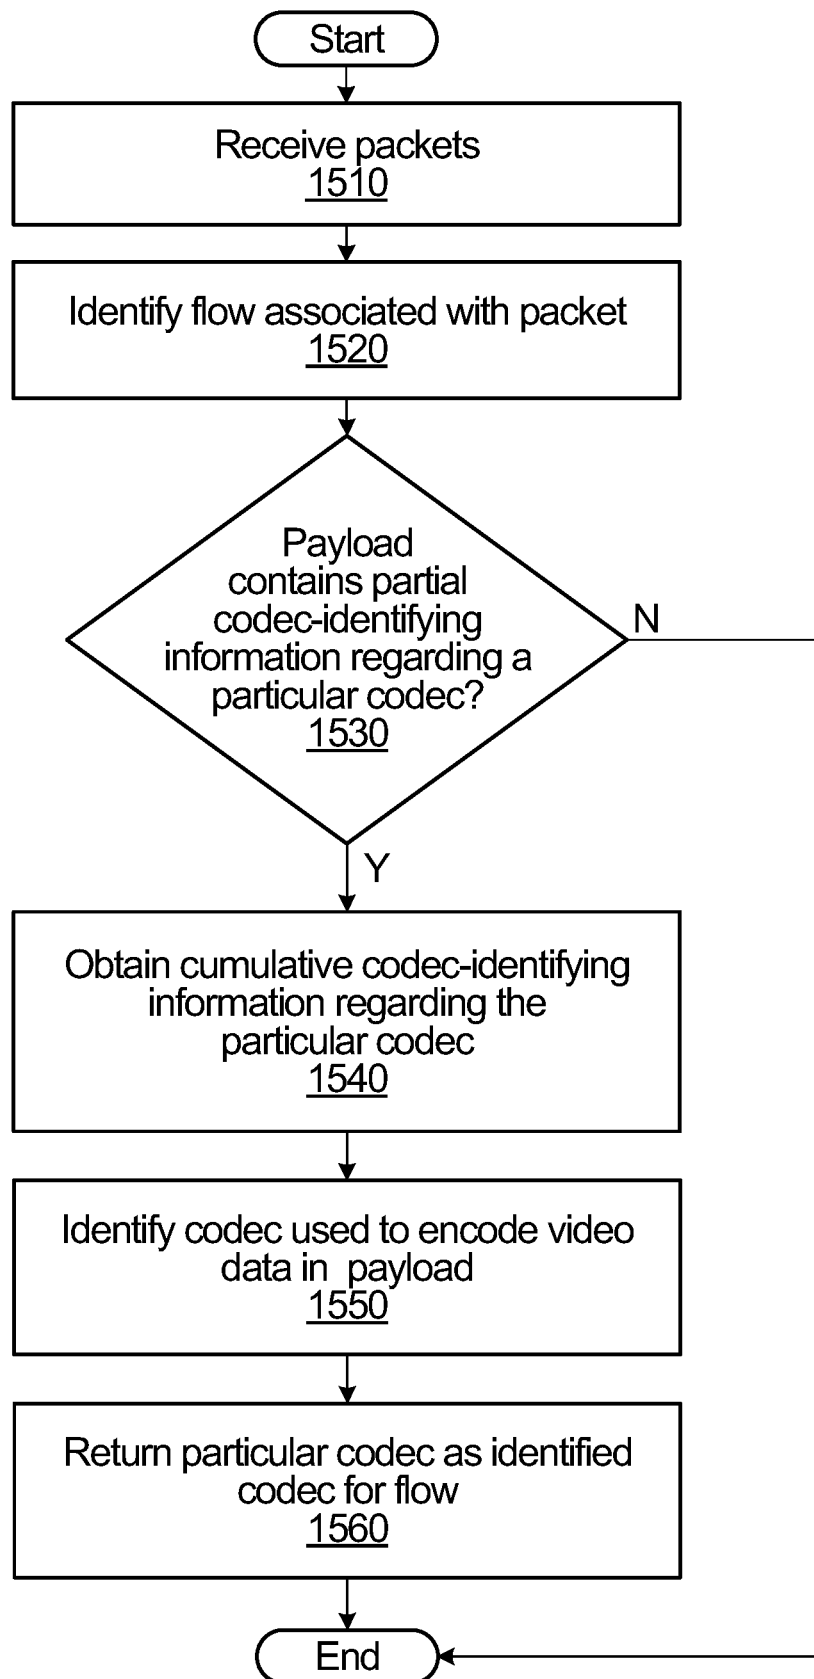 Start
Receive packets
1510
Identify flow associated with packet
1520
Payload
contains partial
codec-identifying
information regarding a
particular codec?
1530
N
Y
Obtain cumulative codec-identifying
information regarding the
particular codec
1540
Identify codec used to encode video
data in payload
1550
Return particular codec as identified
codec for flow
1560
End